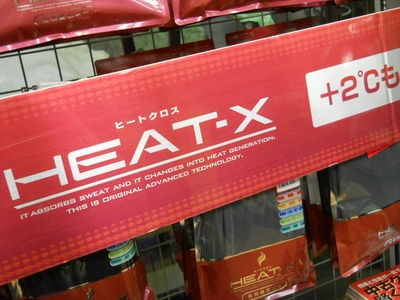 ヒートクロス
HEAT-X
IT ABSORBS SWEAT AND IT CHANGES INTO HEAT GENERATION.
THIS IS ORIGINAL ADVANCED TECHNOLOGY.
+2℃も
HEAT